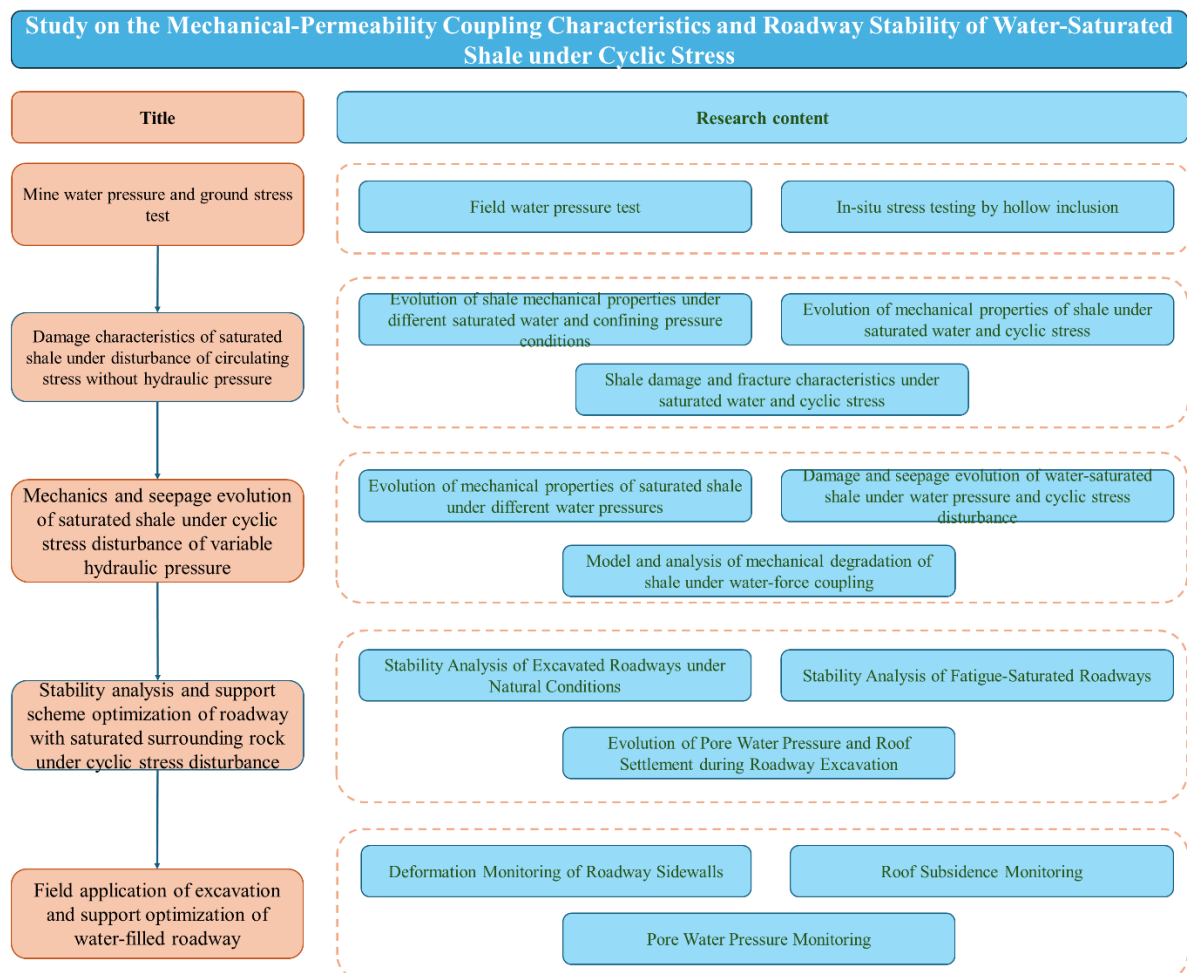 Study on the Mechanical-Permeability Coupling Characteristics and Roadway Stability of Water-Saturated
Shale under Cyclic Stress
Title
Research content
Mine water pressure and ground stress
test
Field water pressure test
In-situ stress testing by hollow inclusion
Damage characteristics of saturated
shale under disturbance of circulating
stress without hydraulic pressure
Evolution of shale mechanical properties under
different saturated water and confining pressure
conditions
Evolution of mechanical properties of shale under
saturated water and cyclic stress
Shale damage and fracture characteristics under
saturated water and cyclic stress
Mechanics and seepage evolution
of saturated shale under cyclic
stress disturbance of variable
hydraulic pressure
Evolution of mechanical properties of saturated shale
under different water pressures
Damage and seepage evolution of water-saturated
shale under water pressure and cyclic stress
disturbance
Model and analysis of mechanical degradation of
shale under water-force coupling
Stability analysis and support
scheme optimization of roadway
with saturated surrounding rock
under cyclic stress disturbance
Stability Analysis of Excavated Roadways under
Natural Conditions
Stability Analysis of Fatigue-Saturated Roadways
Evolution of Pore Water Pressure and Roof
Settlement during Roadway Excavation
Field application of excavation
and support optimization of
water-filled roadway
Deformation Monitoring of Roadway Sidewalls
Roof Subsidence Monitoring
Pore Water Pressure Monitoring